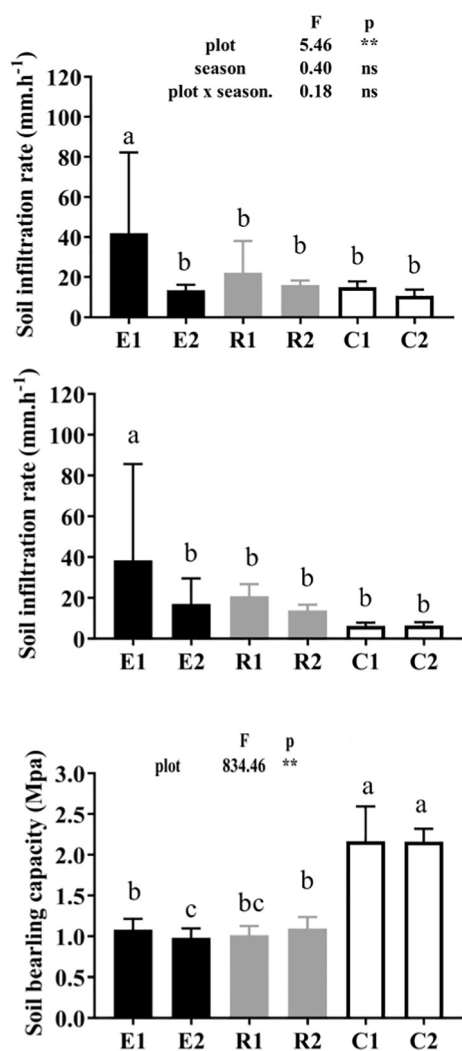 F p
plot 5.46 **
season 0.40 ns
plot x season. 0.18 ns
Soil infiltration rate (mm.h-1)
120
100
80
60
40
20
0
a
b
b
b
b
b
E1 E2 R1 R2 C1 C2
Soil infiltration rate (mm.h-1)
120
100
80
60
40
20
0
a
b
b
b
b
b
E1 E2 R1 R2 C1 C2
F p
plot 834.46 **
Soil bearling capacity (Mpa)
3.0
2.5
2.0
1.5
1.0
0.5
0.0
b
c
bc
b
a
a
E1 E2 R1 R2 C1 C2